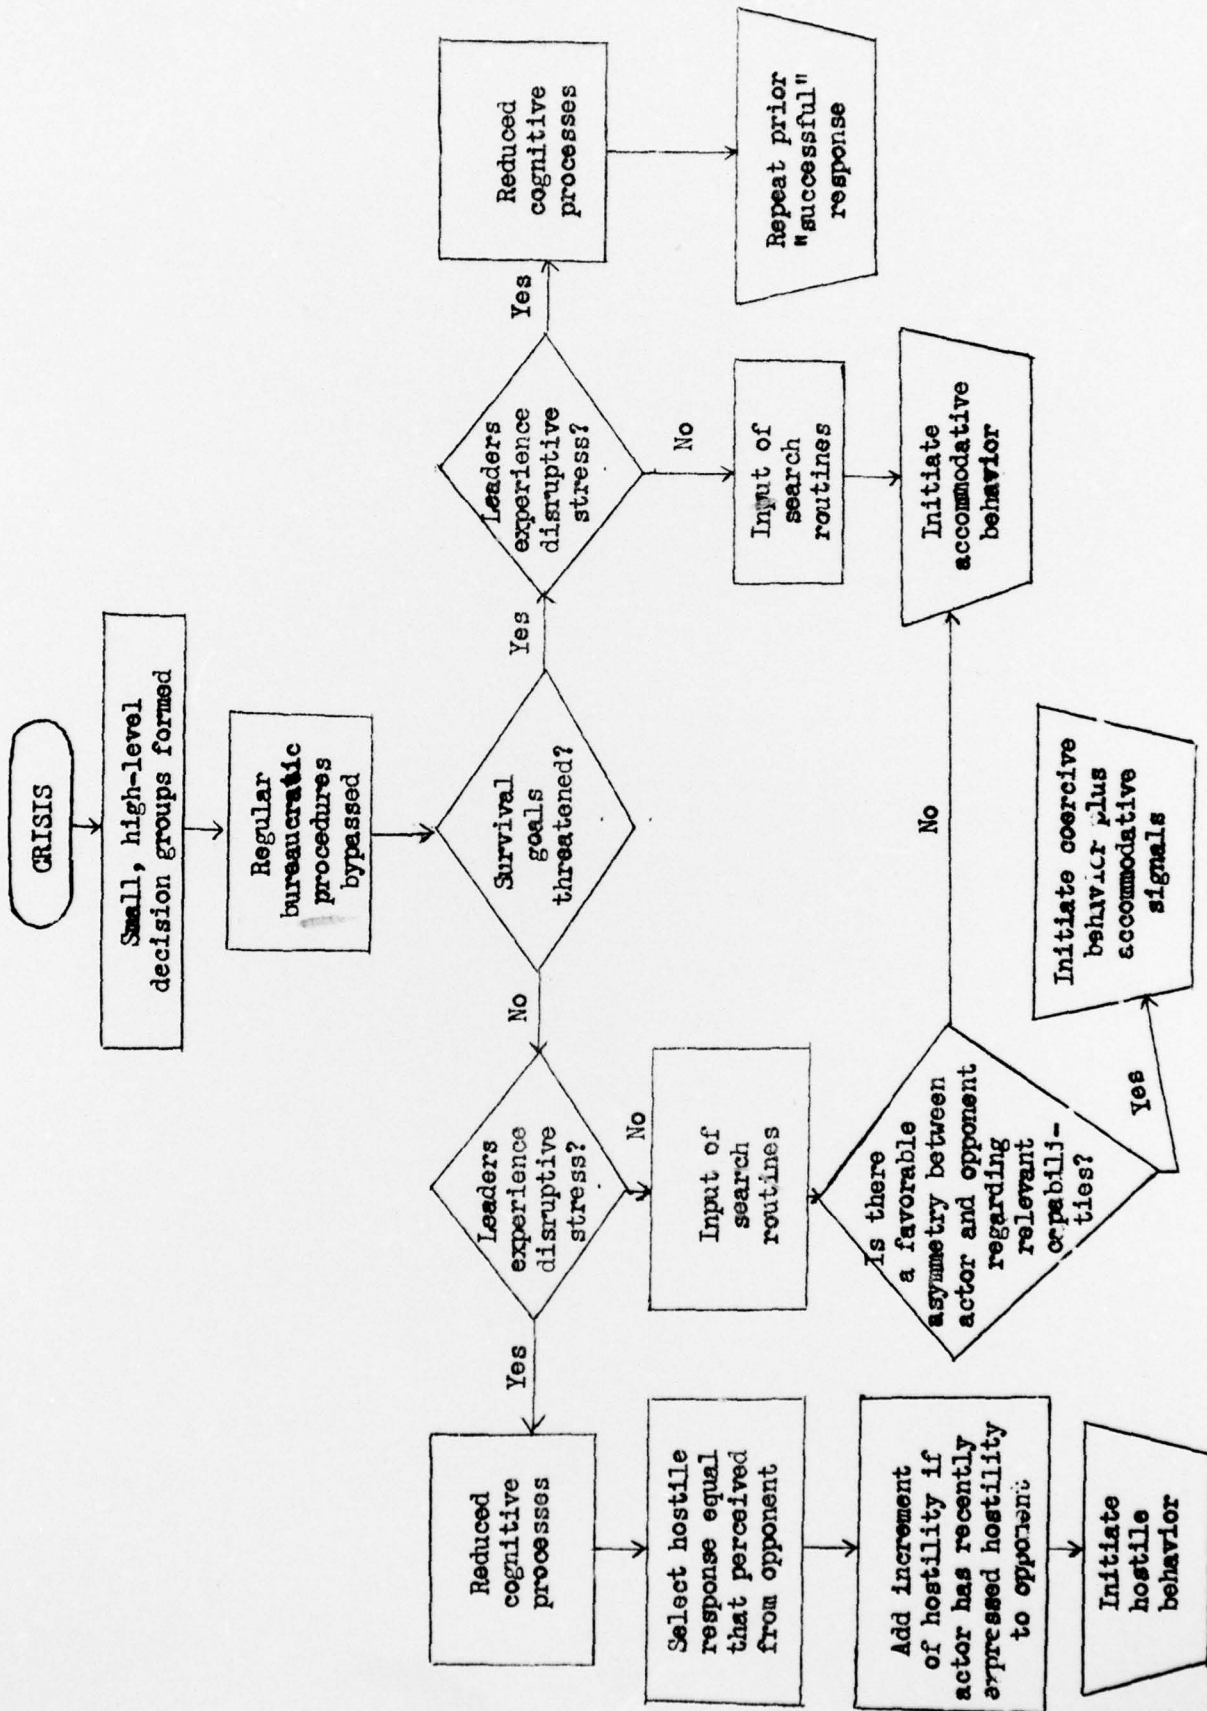 CRISIS
Small, high-level
decision groups formed
Regular
bureaucratic
procedures
bypassed
Survival
goals
threatened?
No
Yes
Leaders
experience
disruptive
stress?
Yes
No
Reduced
cognitive
processes
Select hostile
response equal
that perceived
from opponent
Add increment
of hostility if
actor has recently
expressed hostility
to opponent
Initiate
hostile
behavior
Input of
search
routines
Is there
a favorable
asymmetry between
actor and opponent
regarding
relevant
capabili-
ties?
Yes
No
Initiate coercive
behavior plus
accommodative
signals
Leaders
experience
disruptive
stress?
Yes
No
Reduced
cognitive
processes
Repeat prior
"successful"
response
Input of
search
routines
Initiate
accommodative
behavior